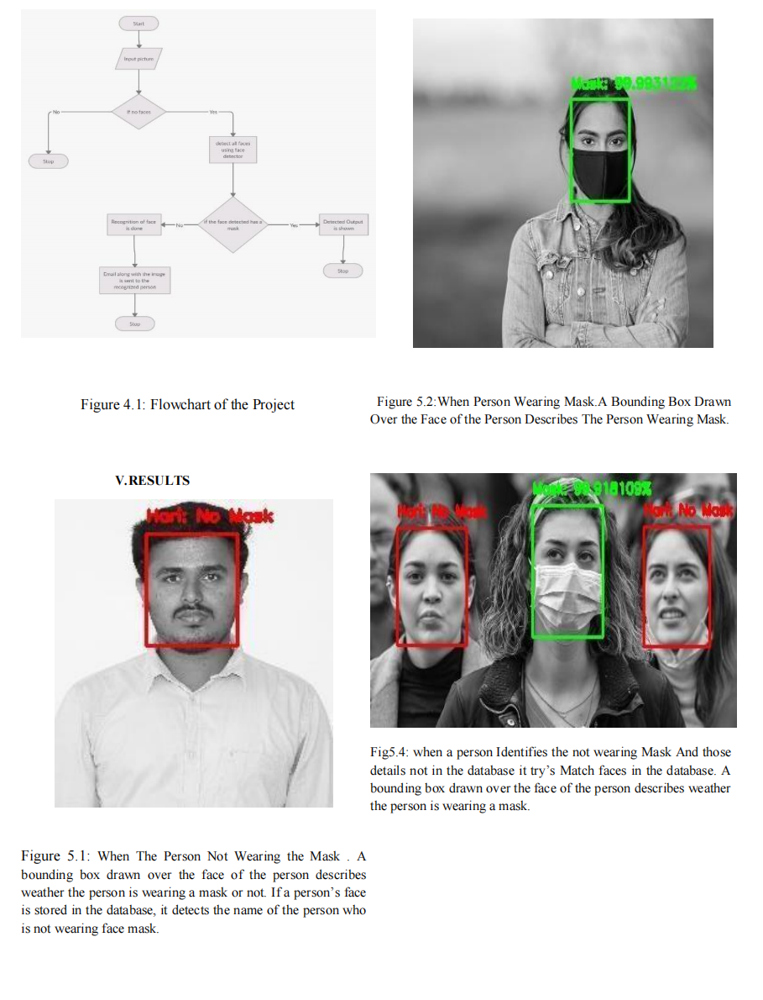 Start
Input picture
If no faces
No
Yes
Stop
detect all faces
using face
detector
if the face detected has a
mask
No
Yes
Recognition of face
is done
Detected Output
is shown
Email along with the image
is sent to the
recognized person
Stop
Stop
Figure 4.1: Flowchart of the Project
V.RESULTS
Hari: No Mask
Figure 5.1: When The Person Not Wearing the Mask . A
bounding box drawn over the face of the person describes
weather the person is wearing a mask or not. If a person’s face
is stored in the database, it detects the name of the person who
is not wearing face mask.
Mask: 99.993122%
Figure 5.2:When Person Wearing Mask.A Bounding Box Drawn
Over the Face of the Person Describes The Person Wearing Mask.
Hari: No Mask
Mask: 99.918109%
Hari: No Mask
Fig5.4: when a person Identifies the not wearing Mask And those
details not in the database it try’s Match faces in the database. A
bounding box drawn over the face of the person describes weather
the person is wearing a mask.